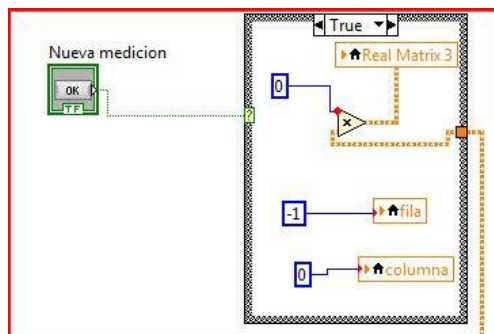 True
Nueva medicion
Real Matrix 3
OK
TF
0
x
?
-1
fila
0
columna